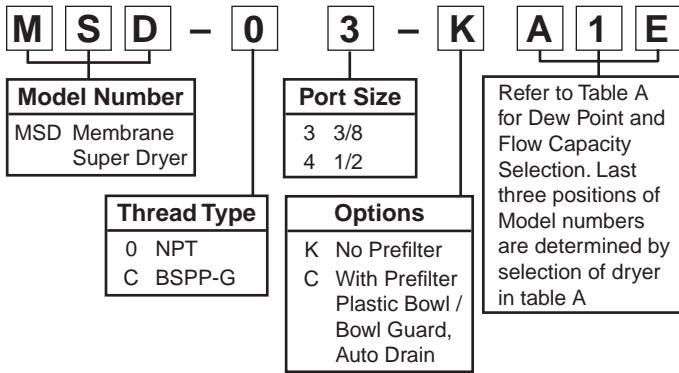 M S D – 0 3 – K A 1 E
Model Number
MSD Membrane
Super Dryer
Thread Type
0 NPT
C BSPP-G
Port Size
3 3/8
4 1/2
Options
K No Prefilter
C With Prefilter
Plastic Bowl /
Bowl Guard,
Auto Drain
Refer to Table A
for Dew Point and
Flow Capacity
Selection. Last
three positions of
Model numbers
are determined by
selection of dryer
in table A